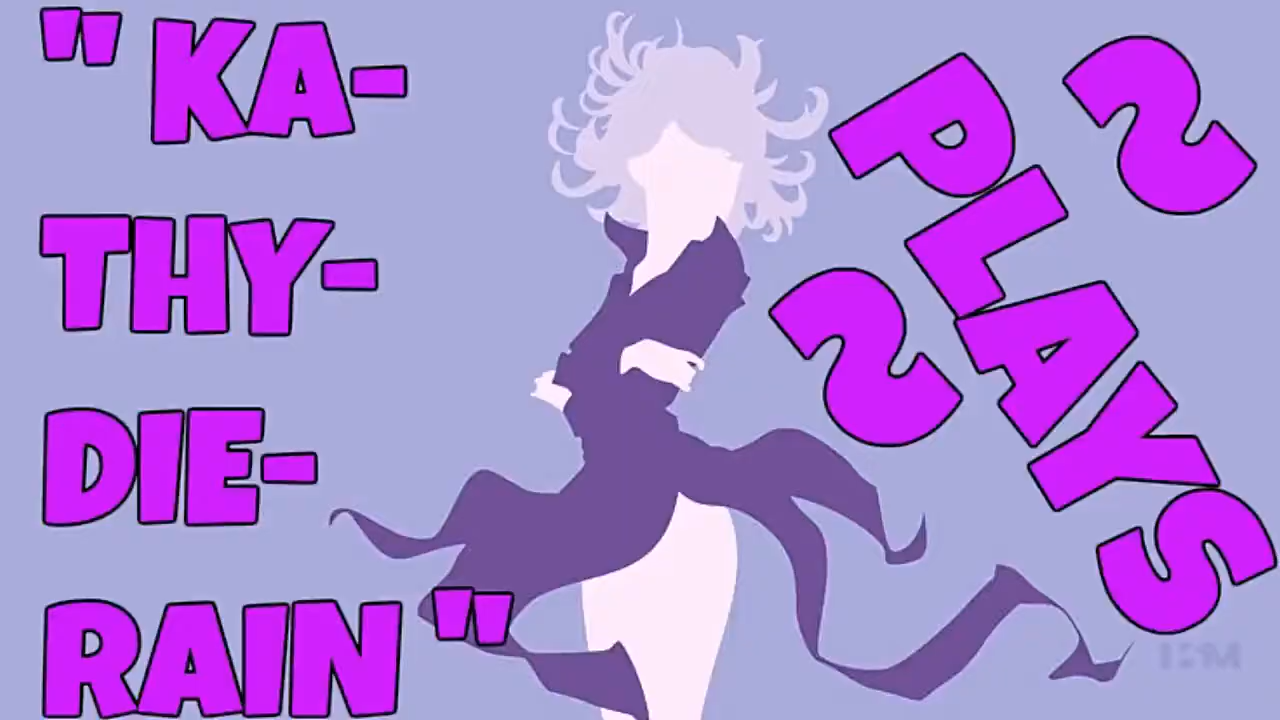 " KA-
THY-
DIE-
RAIN "
PLAYS